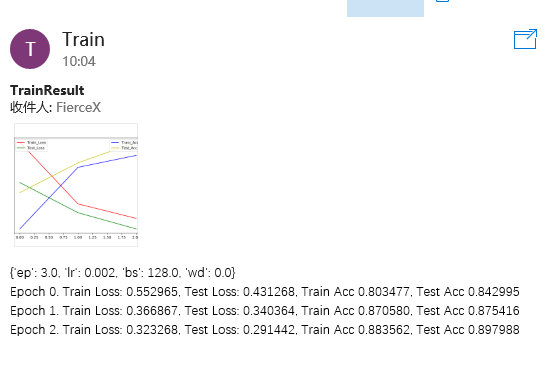 T
Train
10:04
TrainResult
收件人: FierceX
Train_Loss
Test_Loss
0.00 0.25 0.50 0.75 1.00 1.25 1.50 1.75
{'ep': 3.0, 'lr': 0.002, 'bs': 128.0, 'wd': 0.0}
Epoch 0. Train Loss: 0.552965, Test Loss: 0.431268, Train Acc 0.803477, Test Acc 0.842995
Epoch 1. Train Loss: 0.366867, Test Loss: 0.340364, Train Acc 0.870580, Test Acc 0.875416
Epoch 2. Train Loss: 0.323268, Test Loss: 0.291442, Train Acc 0.883562, Test Acc 0.897988